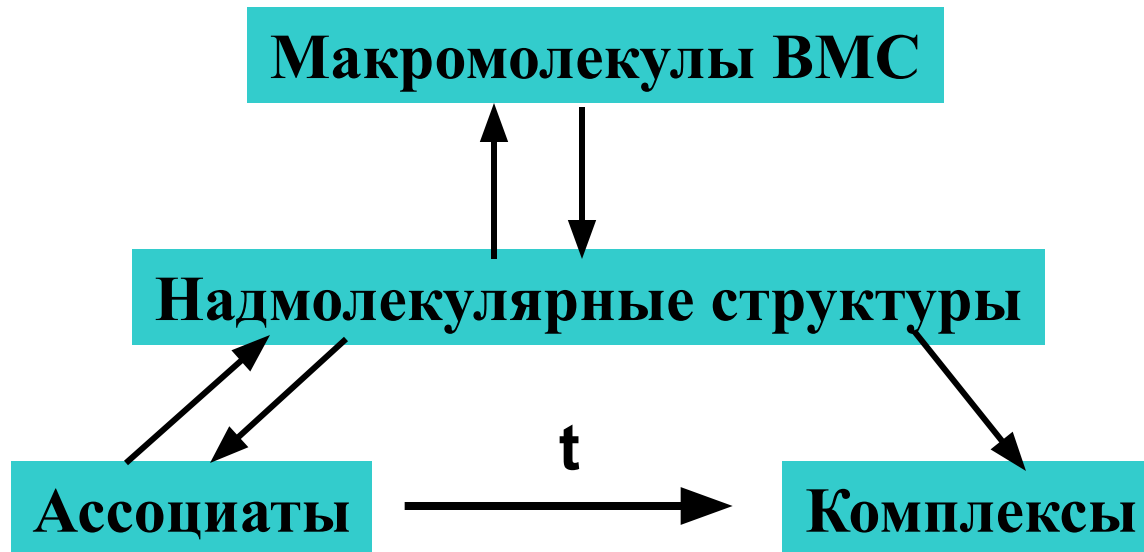 Макромолекулы ВМС
Надмолекулярные структуры
t
Ассоциаты
Комплексы